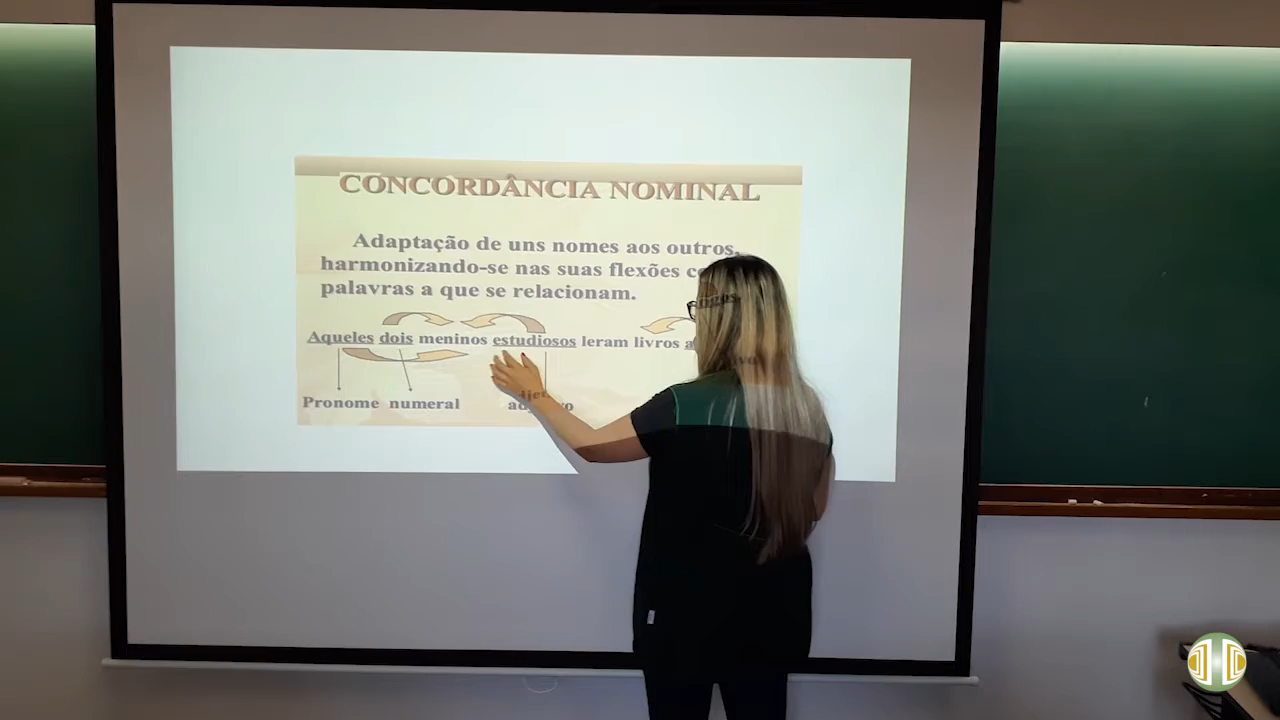 CONCORDÂNCIA NOMINAL
Adaptação de uns nomes aos outros,
harmonizando-se nas suas flexões
palavras a que se relacionam.
Aqueles dois meninos estudiosos leram livros
Pronome numeral